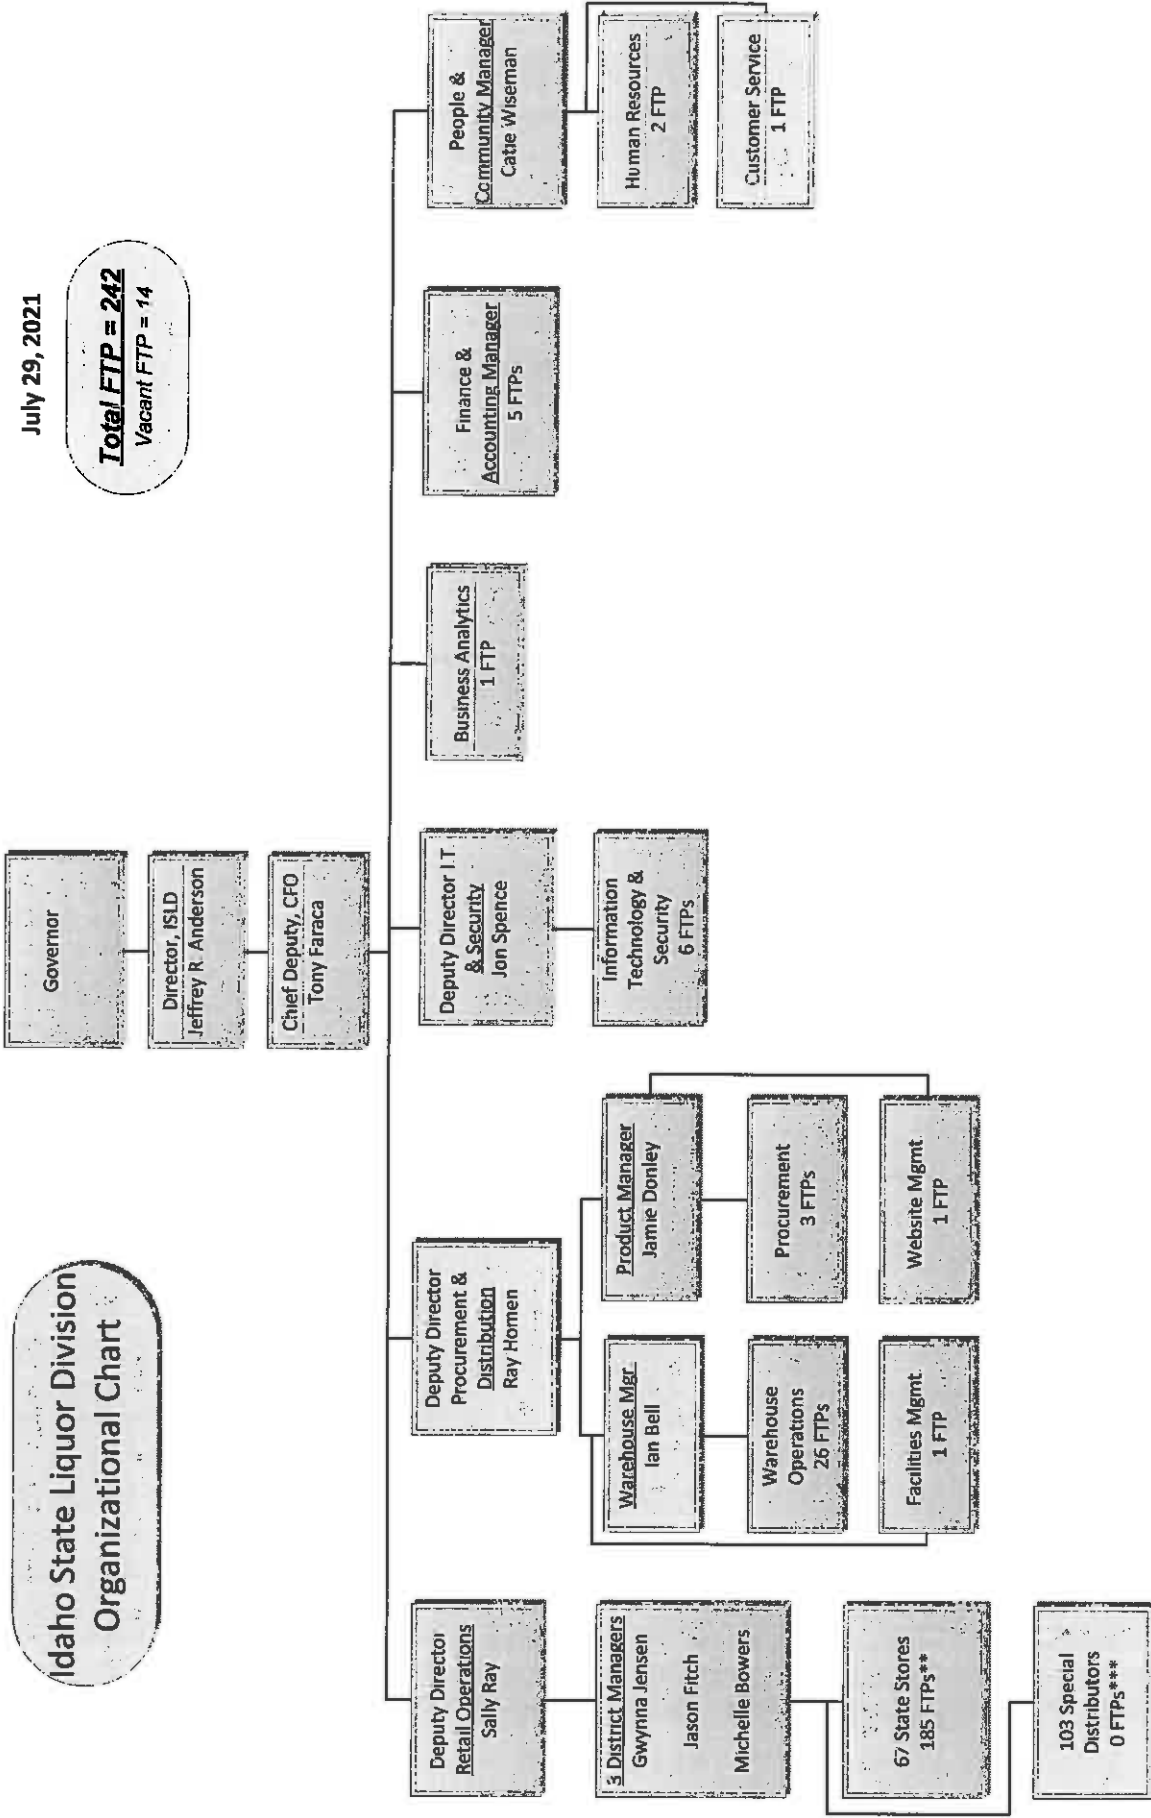 Idaho State Liquor Division
Organizational Chart
July 29, 2021
Total FTP = 242
Vacant FTP = 14
Governor
Director, ISLD
Jeffrey R. Anderson
Chief Deputy, CFO
Tony Faraca
Deputy Director
Retail Operations
Sally Ray
3 District Managers
Gwynna Jensen
Jason Fitch
Michelle Bowers
67 State Stores
185 FTPs**
103 Special
Distributors
0 FTPs***
Deputy Director
Procurement &
Distribution
Ray Homen
Warehouse Mgr.
Ian Bell
Warehouse
Operations
26 FTPs
Facilities Mgmt.
1 FTP
Product Manager
Jamie Donley
Procurement
3 FTPs
Website Mgmt
1 FTP
Deputy Director I.T
& Security
Jon Spence
Information
Technology &
Security
6 FTPs
Business Analytics
1 FTP
Finance &
Accounting Manager
5 FTPs
People &
Community Manager
Catie Wiseman
Human Resources
2 FTP
Customer Service
1 FTP